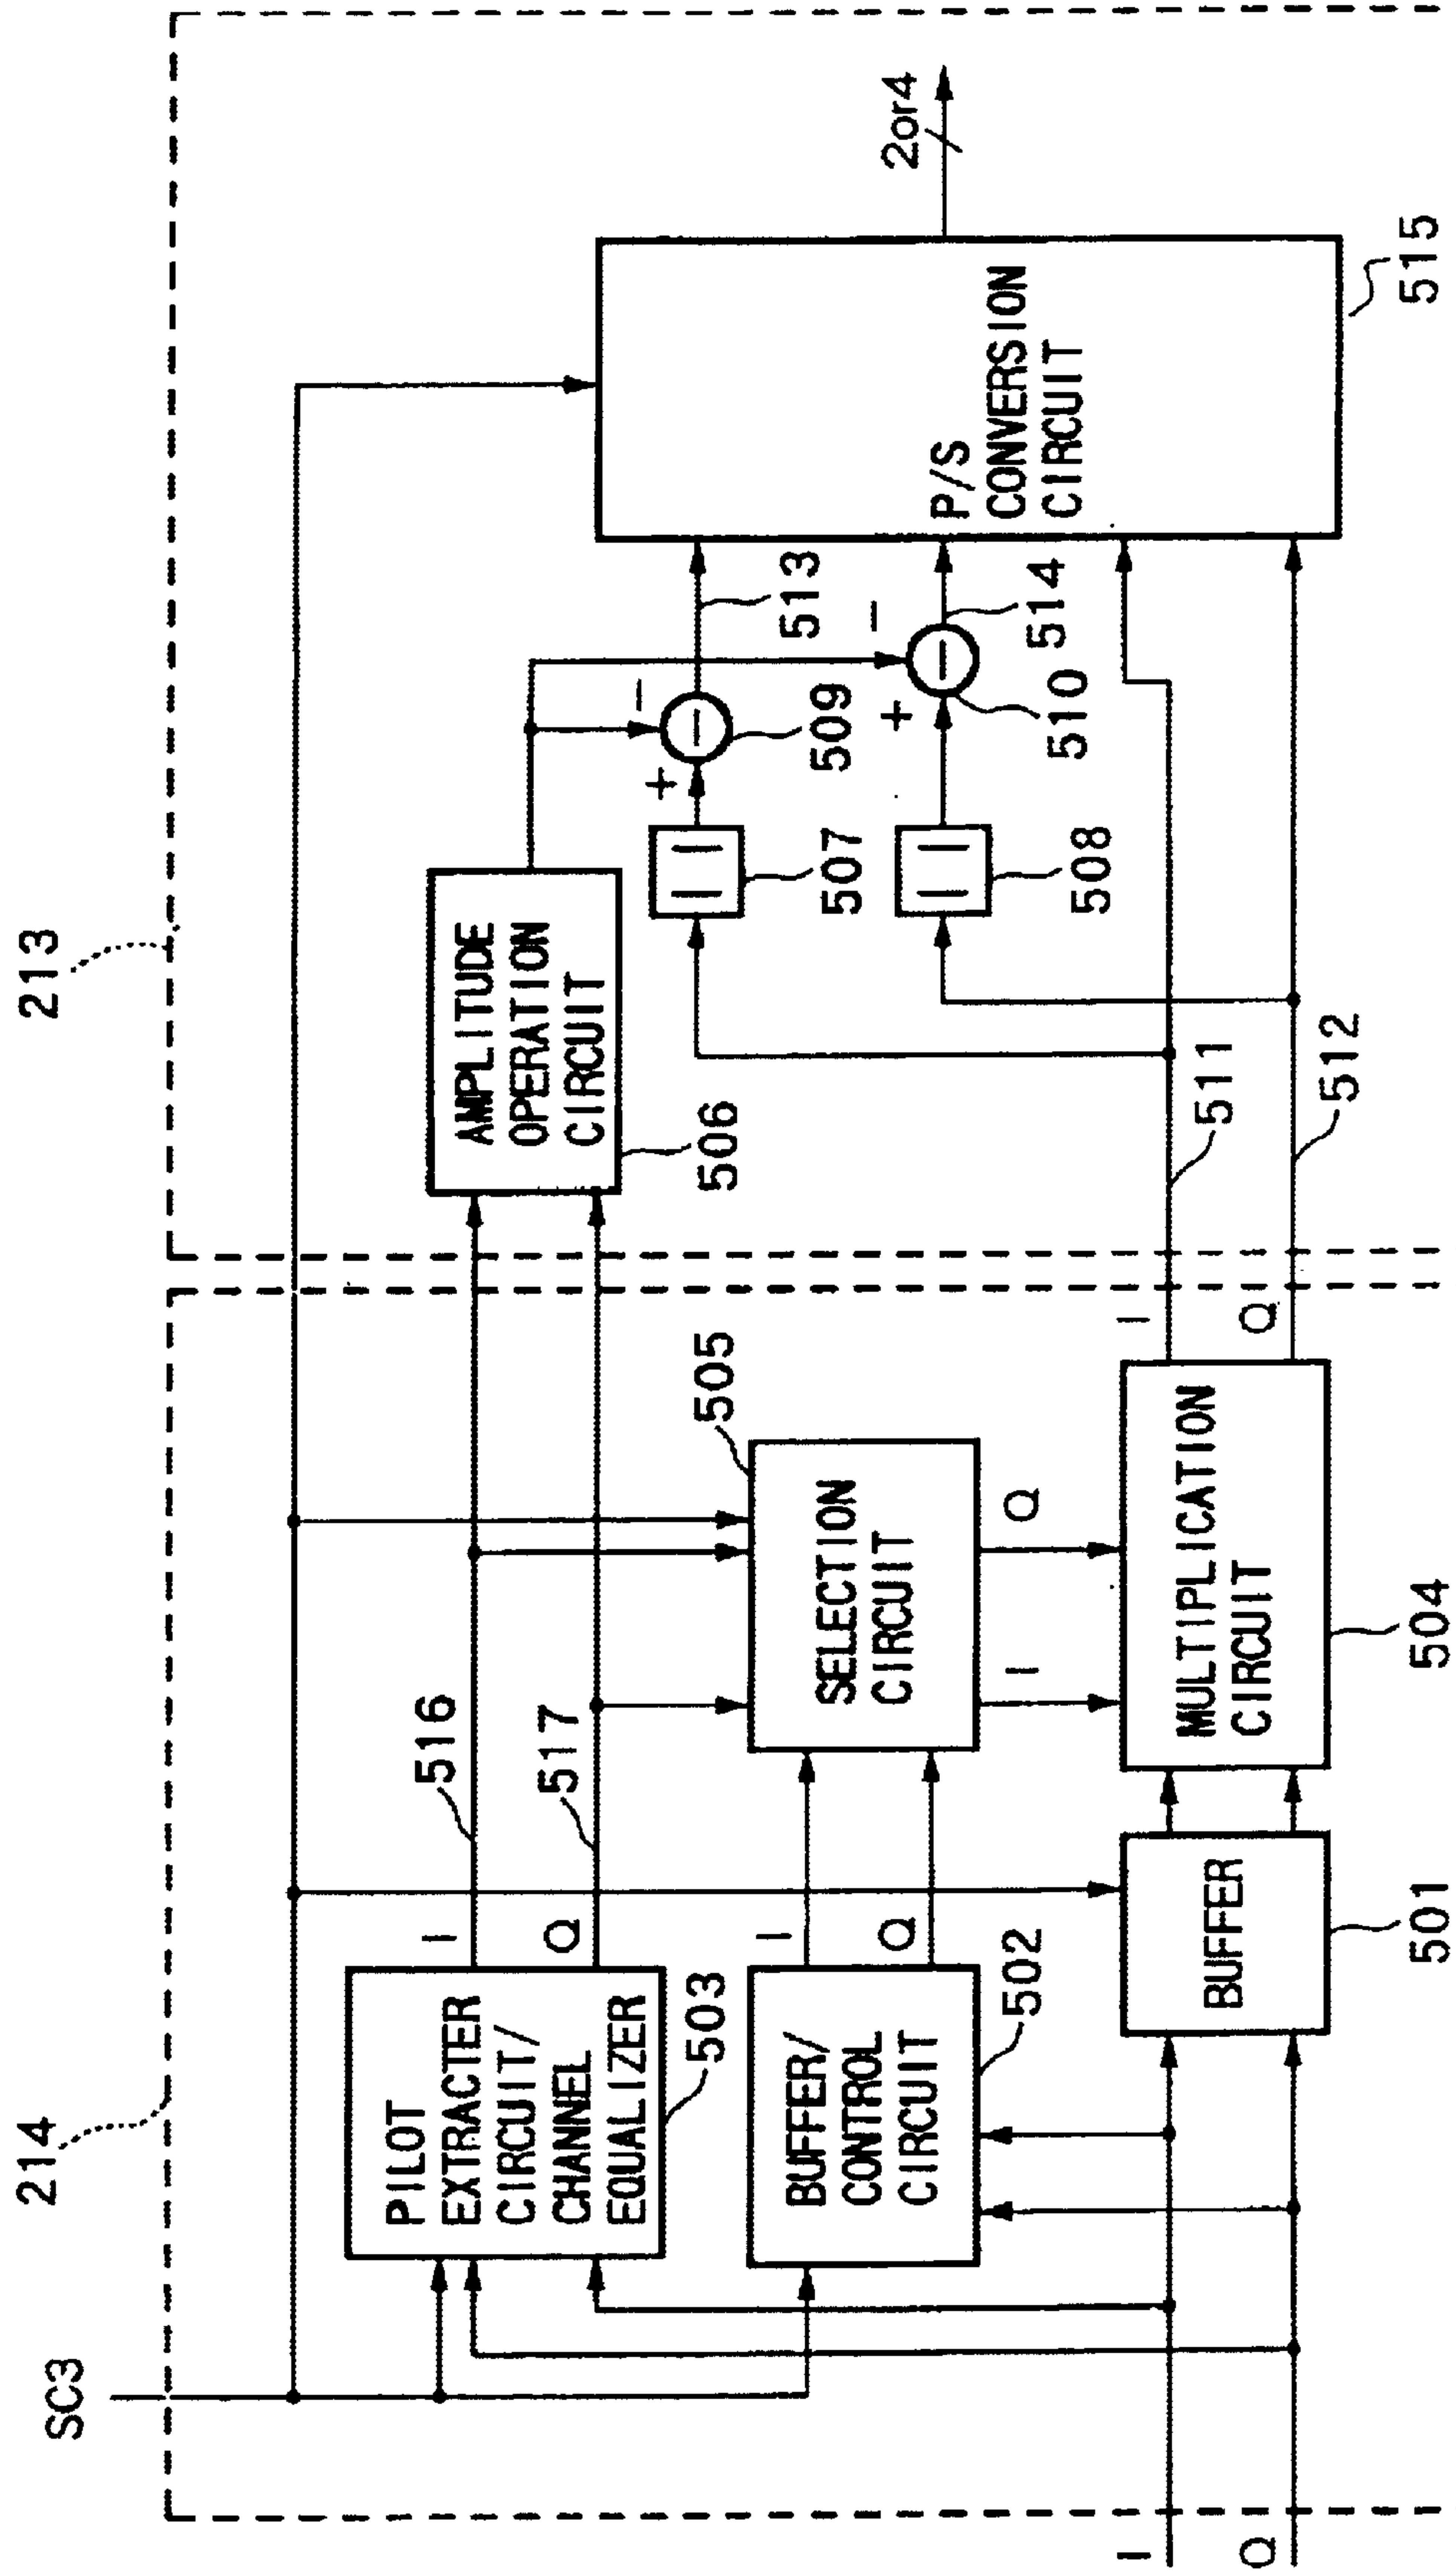 214
213
SC3
PILOT
EXTRACTER
CIRCUIT/
CHANNEL
EQUALIZER
503
I
Q
516
517
AMPLITUDE
OPERATION
CIRCUIT
506
BUFFER/
CONTROL
CIRCUIT
502
I
Q
SELECTION
CIRCUIT
505
I
Q
507
+
−
−
509
513
508
+
−
−
510
514
P/S
CONVERSION
CIRCUIT
515
2or4
I
Q
BUFFER
501
MULTIPLICATION
CIRCUIT
504
I
Q
511
512